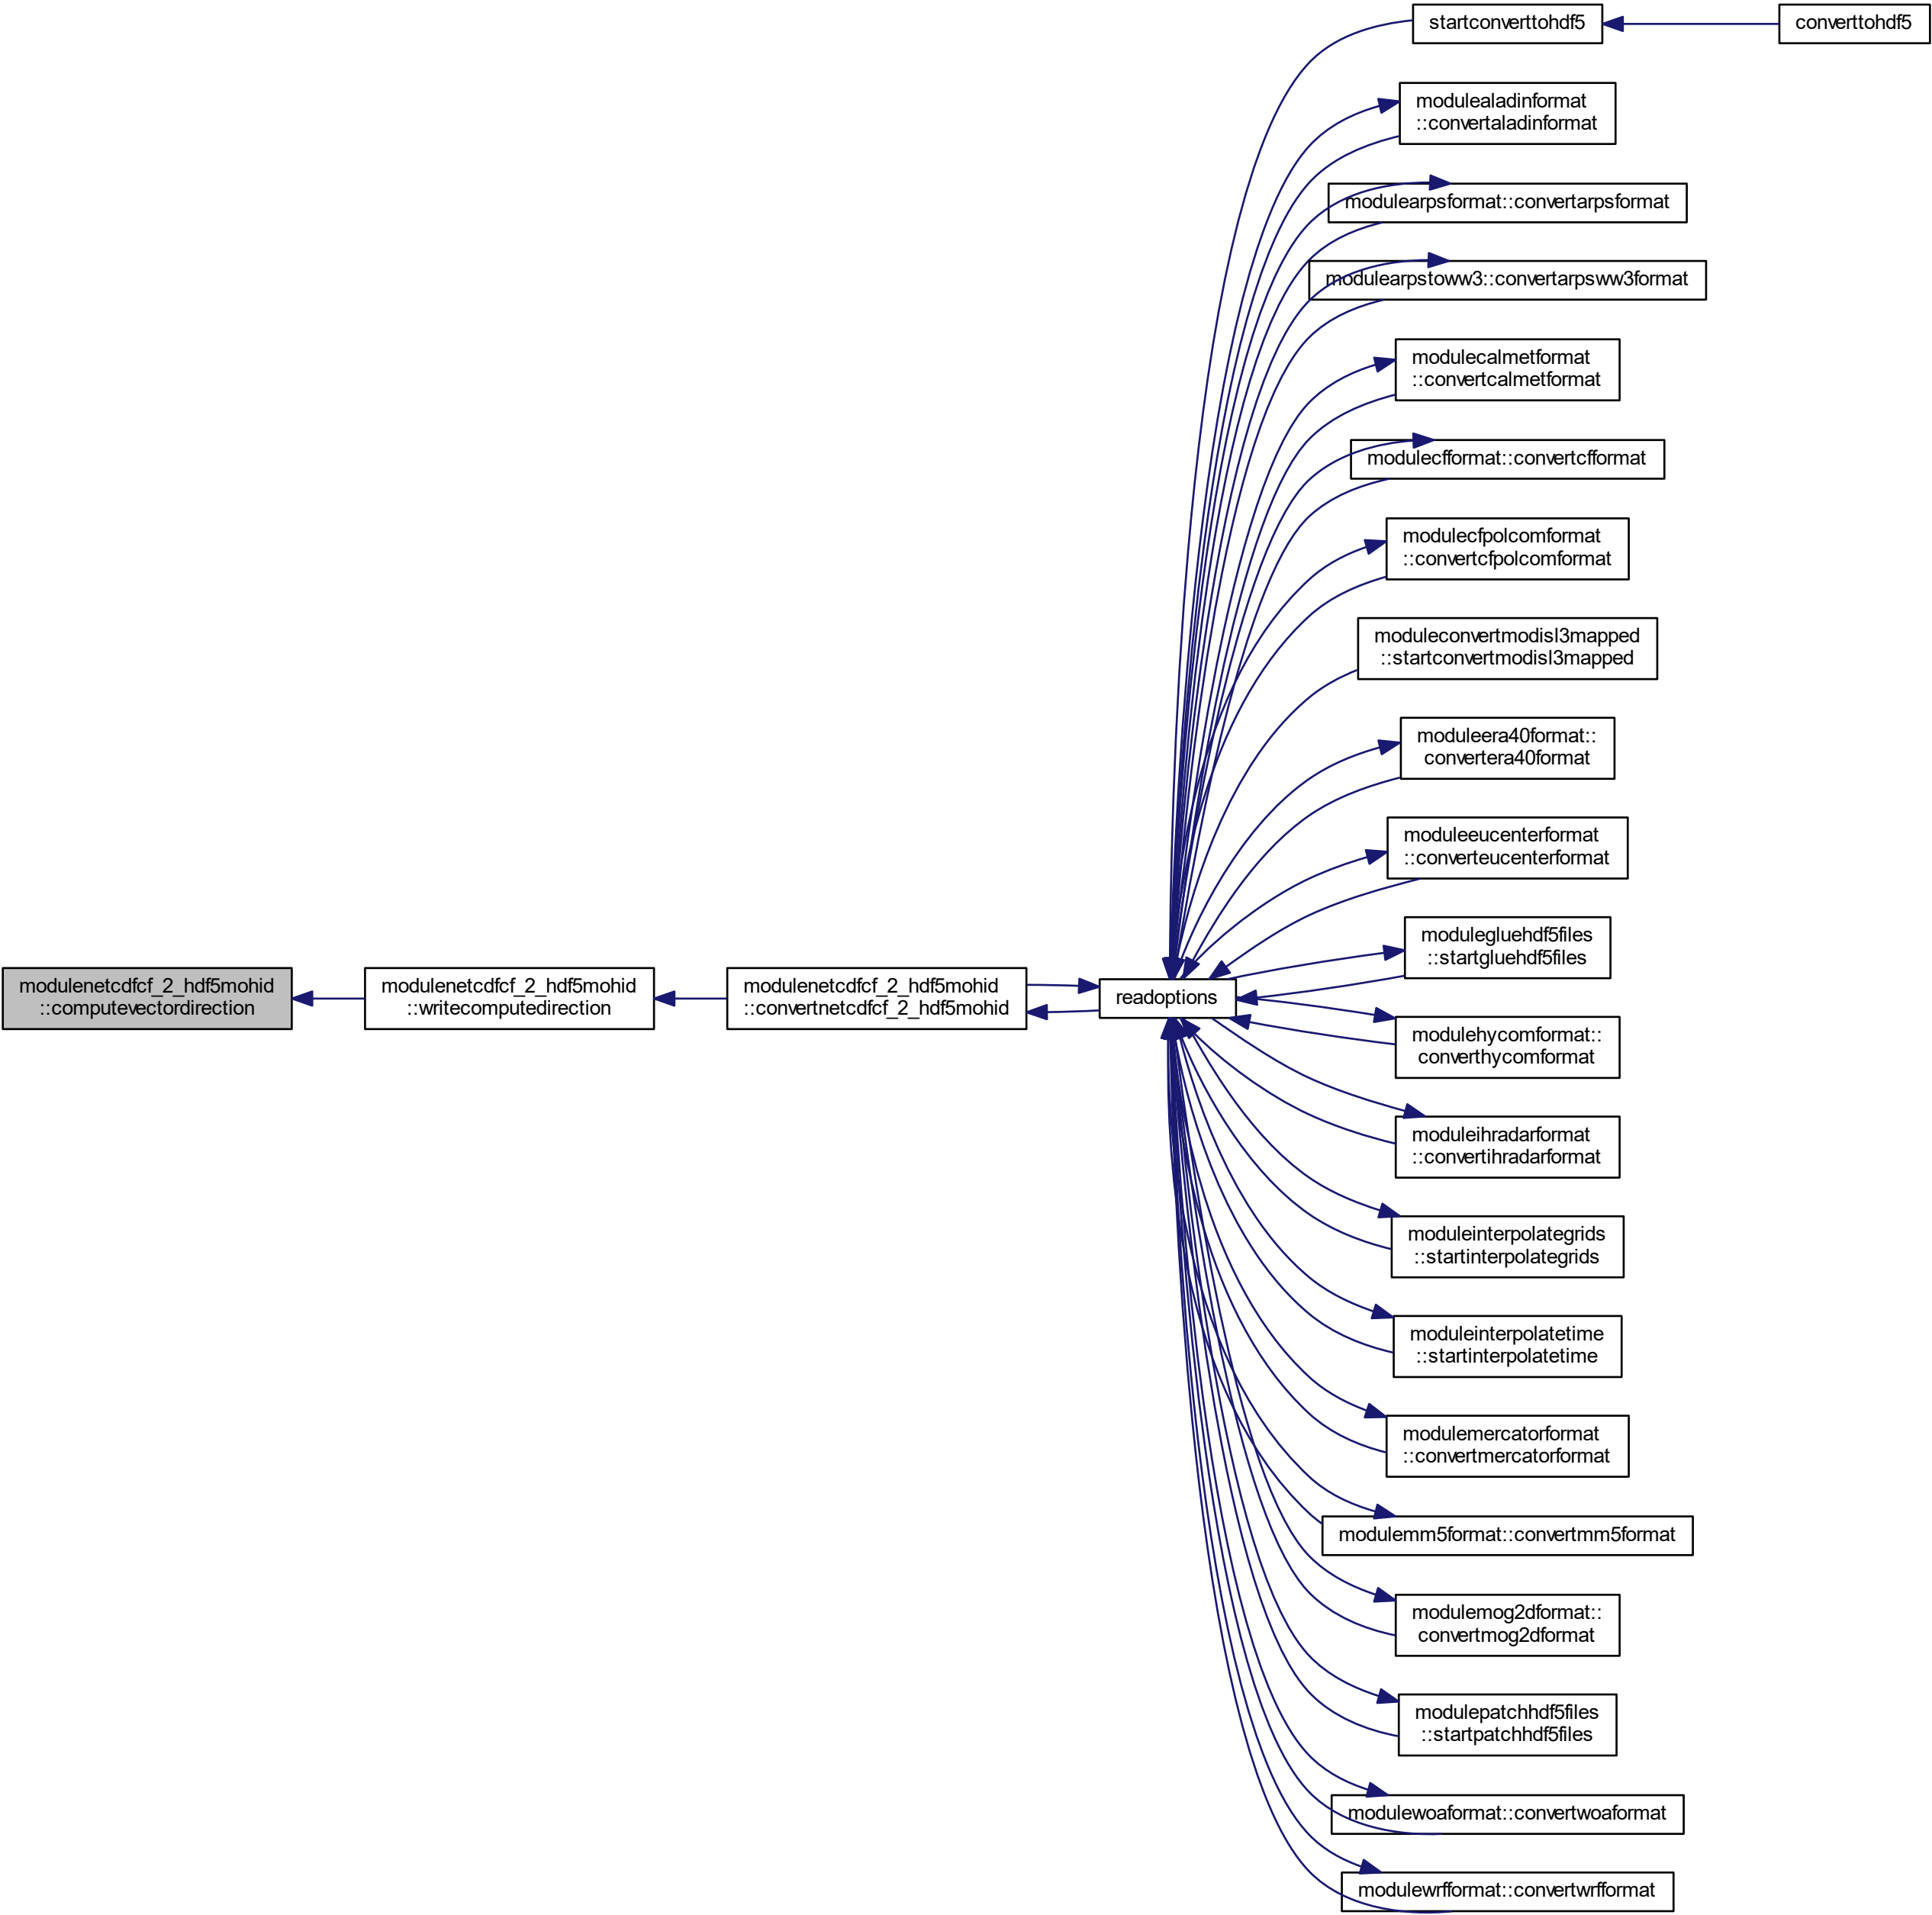 startconverttohdf5
converttohdf5
modulealadinformat
::convertaladinformat
modulearpsformat::convertarpsformat
modulearpstoww3::convertarpsww3format
modulecalmetformat
::convertcalmetformat
modulecfformat::convertcfformat
modulecfpolcomformat
::convertcfpolcomformat
moduleconvertmodisl3mapped
::startconvertmodisl3mapped
moduleera40format::
convertera40format
moduleeucenterformat
::converteucenterformat
modulegluehdf5files
::startgluehdf5files
modulenetcdfcf_2_hdf5mohid
::computevectordirection
modulenetcdfcf_2_hdf5mohid
::writecomputedirection
modulenetcdfcf_2_hdf5mohid
::convertnetcdfcf_2_hdf5mohid
readoptions
modulehycomformat::
converthycomformat
moduleihradarformat
::convertihradarformat
moduleinterpolategrids
::startinterpolategrids
moduleinterpolatetime
::startinterpolatetime
modulemercatorformat
::convertmercatorformat
modulemm5format::convertmm5format
modulemog2dformat::
convertmog2dformat
modulepatchhdf5files
::startpatchhdf5files
modulewoaformat::convertwoaformat
modulewrfformat::convertwrfformat